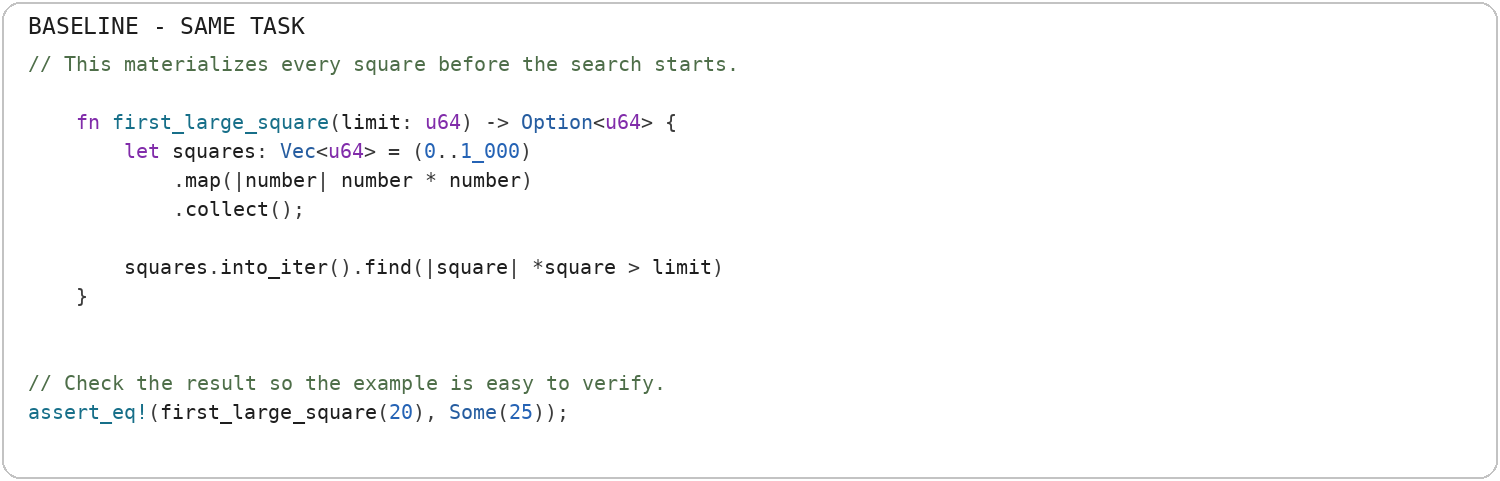 BASELINE - SAME TASK
// This materializes every square before the search starts.
    fn first_large_square(limit: u64) -> Option<u64> {
        let squares: Vec<u64> = (0..1_000)
            .map(|number| number * number)
            .collect();
        squares.into_iter().find(|square| *square > limit)
    }
// Check the result so the example is easy to verify.
assert_eq!(first_large_square(20), Some(25));